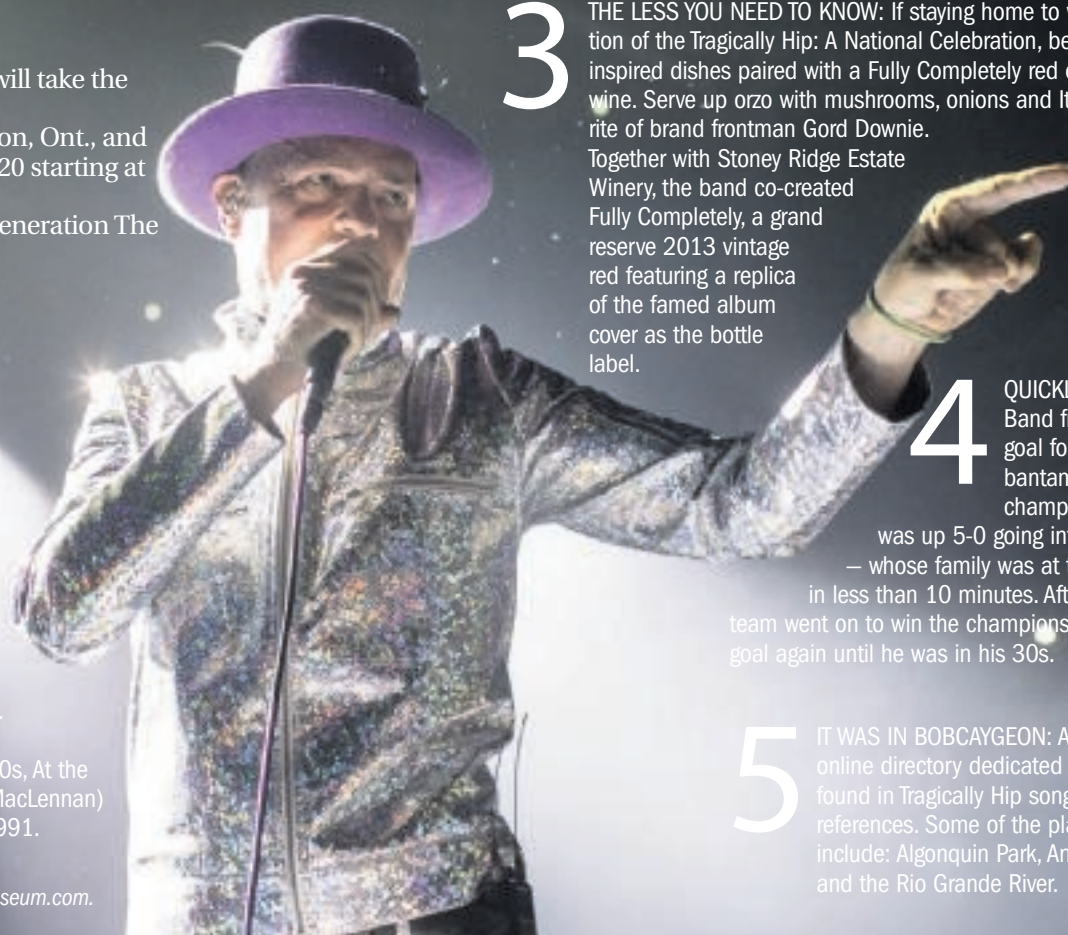 will take the
on, Ont., and
20 starting at
eneration The
0s, At the
MacLennan)
991.
seum.com.
3
THE LESS YOU NEED TO KNOW: If staying home to
tion of the Tragically Hip: A National Celebration, be
inspired dishes paired with a Fully Completely red
wine. Serve up orzo with mushrooms, onions and It
rite of brand frontman Gord Downie.
Together with Stoney Ridge Estate
Winery, the band co-created
Fully Completely, a grand
reserve 2013 vintage
red featuring a replica
of the famed album
cover as the bottle
label.
4
QUICKL
Band f
goal fo
bantam
champ
was up 5-0 going in
— whose family was at
in less than 10 minutes. Aft
team went on to win the champions
goal again until he was in his 30s.
5
IT WAS IN BOBCAYGEON: A
online directory dedicated
found in Tragically Hip song
references. Some of the pla
include: Algonquin Park, An
and the Rio Grande River.